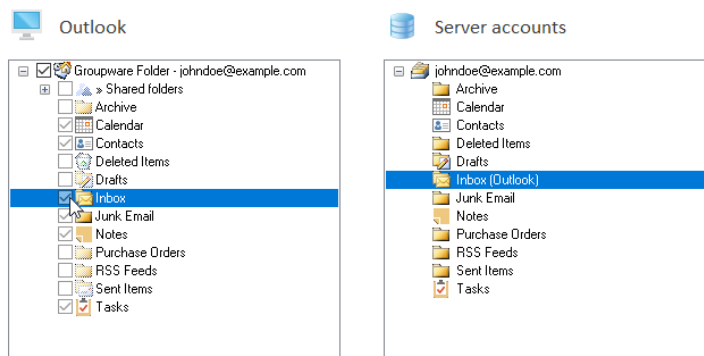 Outlook
Groupware Folder - johndoe@example.com
» Shared folders
Archive
Calendar
Contacts
Deleted Items
Drafts
Inbox
Junk Email
Notes
Purchase Orders
RSS Feeds
Sent Items
Tasks
Server accounts
johndoe@example.com
Archive
Calendar
Contacts
Deleted Items
Drafts
Inbox (Outlook)
Junk Email
Notes
Purchase Orders
RSS Feeds
Sent Items
Tasks